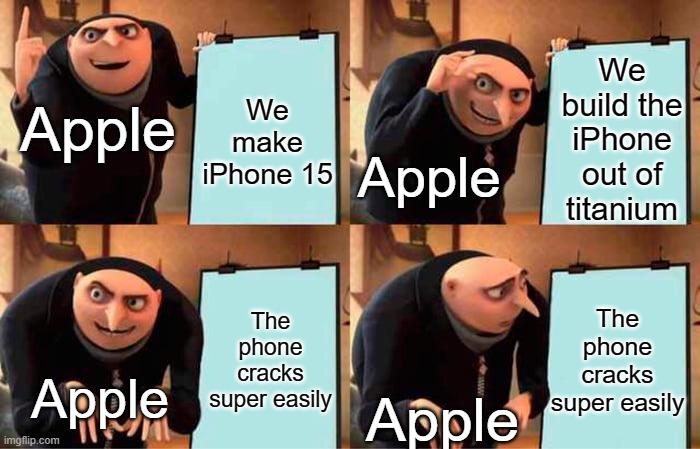 Apple
We
make
iPhone 15
Apple
We
build the
iPhone
out of
titanium
Apple
The
phone
cracks
super easily
Apple
The
phone
cracks
super easily
imgflip.com